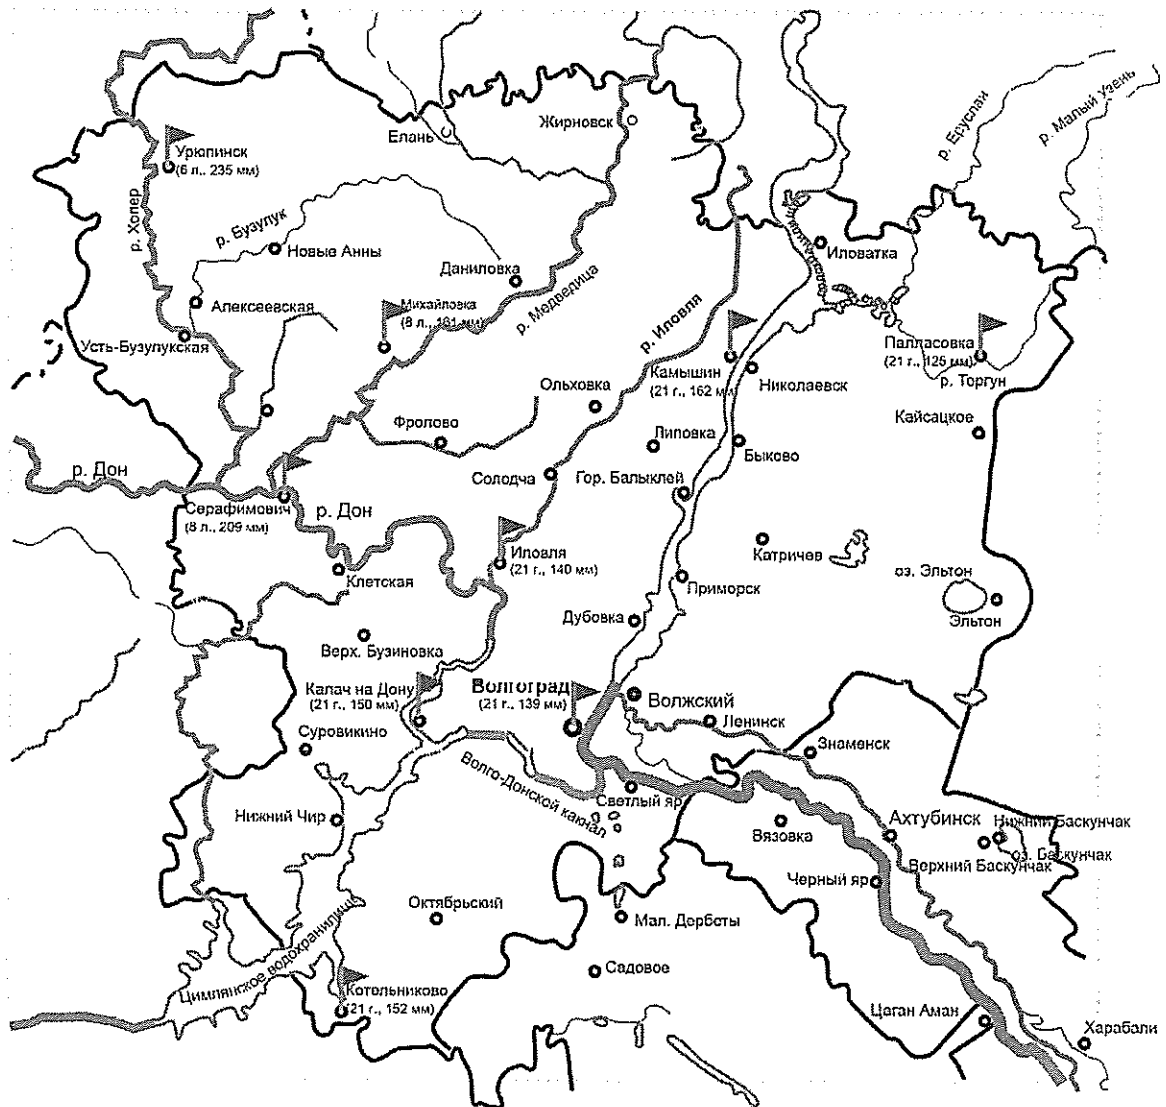 р. Малый Узень
р. Еруслан
Елань
Жирновск
Урюпинск
(6 л., 235 мм)
р. Хопер
р. Бузулук
Новые Анны
Иловатка
Даниловка
Алексеевская
Михайловка
(8 л., 161 мм)
р. Медведица
р. Иловля
Усть-Бузулукская
Палласовка
(21 г., 125 мм)
р. Торгун
Камышин
(21 г., 162 мм)
Николаевск
Ольховка
Фролово
Липовка
Быково
Кайсацкое
р. Дон
Солодча
Гор. Балыклей
Серафимович
(8 л., 209 мм)
р. Дон
Иловля
(21 г., 140 мм)
Катричев
Клетская
Приморск
оз. Эльтон
Эльтон
Дубовка
Верх. Бузиновка
Калач на Дону
(21 г., 150 мм)
Волгоград
(21 г., 139 мм)
Волжский
Ленинск
Суровикино
Знаменск
Волго-Донской какнал
Светлый яр
Нижний Чир
Вязовка
Ахтубинск
Нижний Баскунчак
оз. Баскунчак
Верхний Баскунчак
Черный яр
Октябрьский
Мал. Дербеты
Цимлянское водохранилище
Садовое
Котельниково
(21 г., 152 мм)
Цаган Аман
Харабали